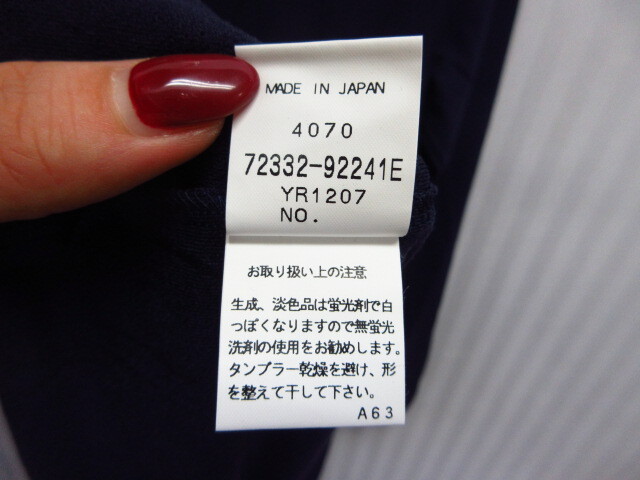 MADE IN JAPAN
4070
72332-92241E
YR1207
NO.
お取り扱い上の注意
生成、淡色品は蛍光剤で白
っぽくなりますので無蛍光
洗剤の使用をお勧めします。
タンブラー乾燥を避け、形
を整えて干して下さい。
A63